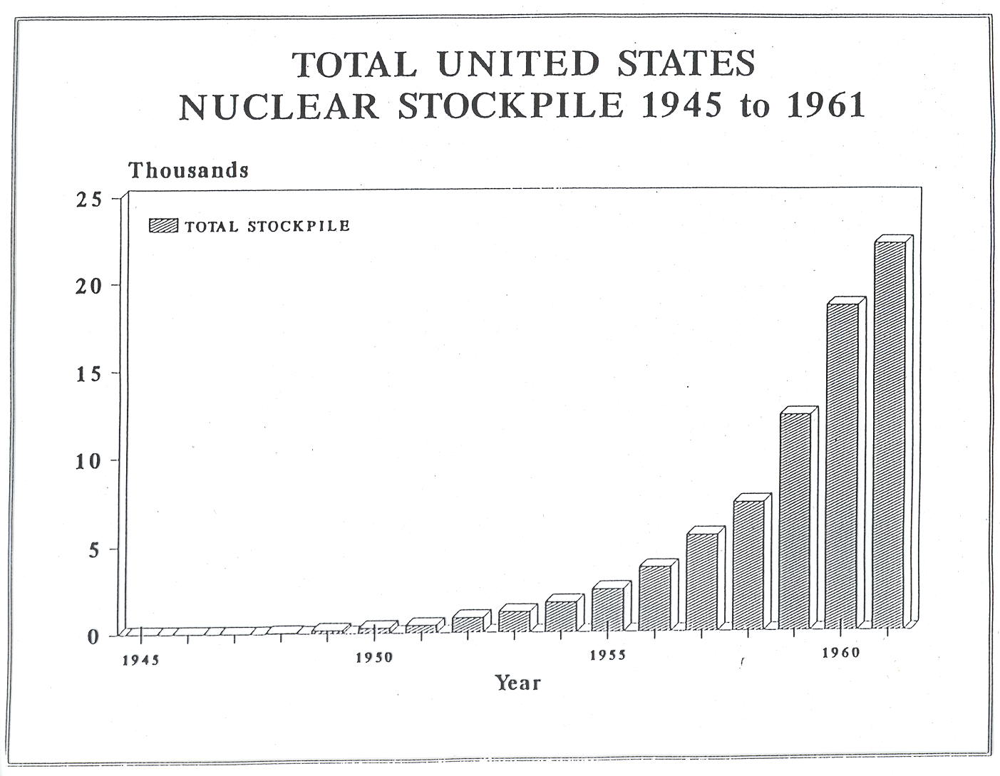 TOTAL UNITED STATES
NUCLEAR STOCKPILE 1945 to 1961
Thousands
25
TOTAL STOCKPILE
20
15
10
5
0
1945 1950 1955 1960
Year